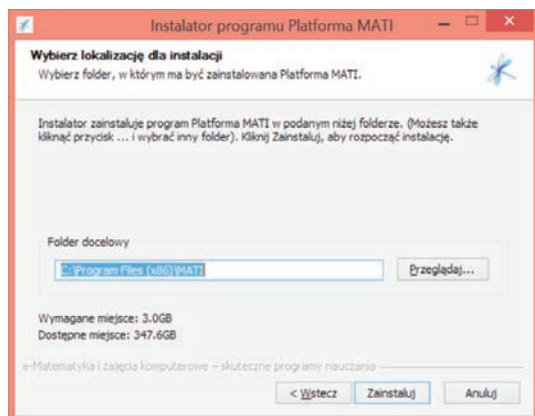 Instalator programu Platforma MATI
Wybierz lokalizację dla instalacji
Wybierz folder, w którym ma być zainstalowana Platforma MATI.
Instalator zainstaluje program Platforma MATI w podanym niżej folderze. (Możesz także
kliknąć przycisk ... i wybrać inny folder). Kliknij Zainstaluj, aby rozpocząć instalację.
Folder docelowy
C:\Program Files (x86)\MATI
Przeglądaj...
Wymagane miejsce: 3.0GB
Dostępne miejsce: 347.6GB
e-Matematyka i zajęcia komputerowe – skuteczne programy nauczania
< Wstecz Zainstaluj Anuluj